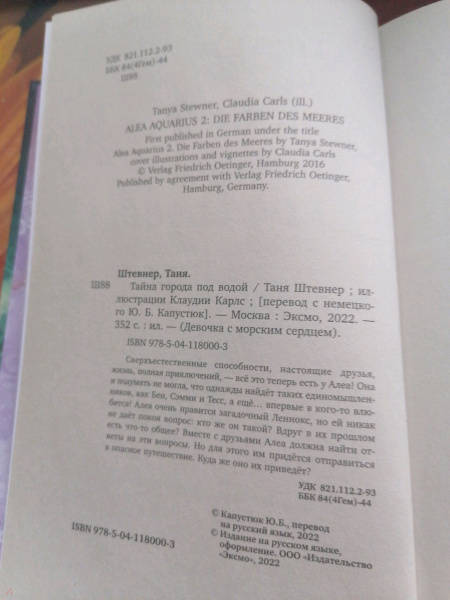 УДК 821.112.2-93
ББК 84(4Гем)-44
Ш88
Tanya Stewner, Claudia Carls (Ill.)
ALEA AQUARIUS 2: DIE FARBEN DES MEERES
First published in German under the title
Alea Aquarius 2. Die Farben des Meeres by Tanya Stewner,
cover illustrations and vignettes by Claudia Carls
© Verlag Friedrich Oetinger, Hamburg 2016
Published by agreement with Verlag Friedrich Oetinger,
Hamburg, Germany.
Штевнер, Таня.
Ш88 Тайна города под водой / Таня Штевнер ; ил-
люстрации Клаудии Карлс ; [перевод с немецко-
го Ю. Б. Капустюк]. — Москва : Эксмо, 2022. —
352 с. : ил. — (Девочка с морским сердцем).
ISBN 978-5-04-118000-3
Сверхъестественные способности, настоящие друзья,
жизнь, полная приключений, — всё это теперь есть у Алеа! Она
и подумать не могла, что однажды найдёт таких единомышлен-
ников, как Бен, Сэмми и Тесс, а ещё... впервые в кого-то влю-
бится! Алеа очень нравится загадочный Леннокс, но ей никак
не даёт покоя вопрос: кто же он такой? Вдруг в их прошлом
есть что-то общее? Вместе с друзьями Алеа должна найти от-
веты на эти вопросы. Но для этого им придётся отправиться
в опасное путешествие. Куда же оно их приведёт?
УДК 821.112.2-93
ББК 84(4Гем)-44
© Капустюк Ю.Б., перевод
на русский язык, 2022
© Издание на русском языке,
оформление. ООО «Издательство
«Эксмо», 2022
ISBN 978-5-04-118000-3